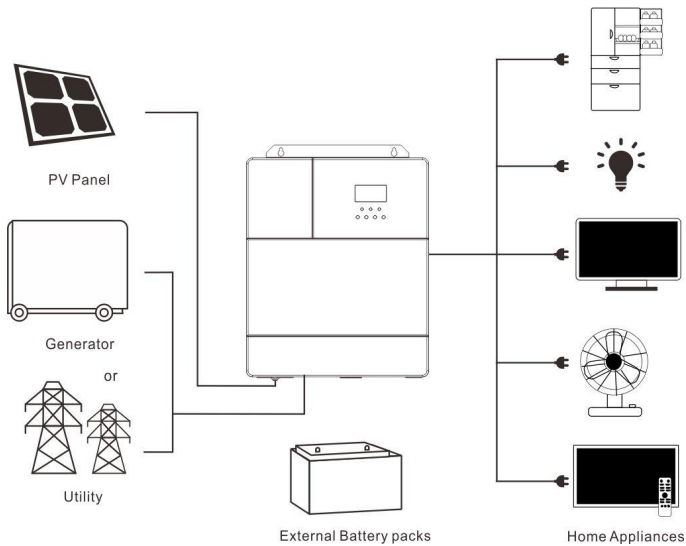 PV Panel
Generator
or
Utility
External Battery packs
Home Appliances